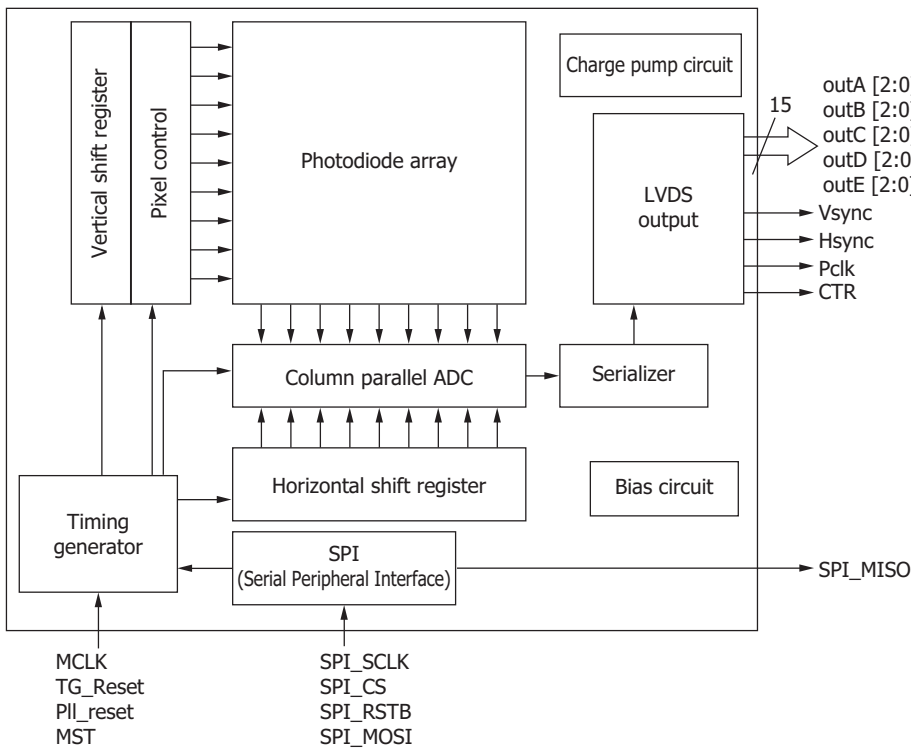 Vertical shift register
Pixel control
Photodiode array
Charge pump circuit
LVDS
output
15
outA [2:0]
outB [2:0]
outC [2:0]
outD [2:0]
outE [2:0]
Vsync
Hsync
Pclk
CTR
Column parallel ADC
Serializer
Horizontal shift register
Bias circuit
Timing
generator
SPI
(Serial Peripheral Interface)
SPI_MISO
MCLK
TG_Reset
Pll_reset
MST
SPI_SCLK
SPI_CS
SPI_RSTB
SPI_MOSI